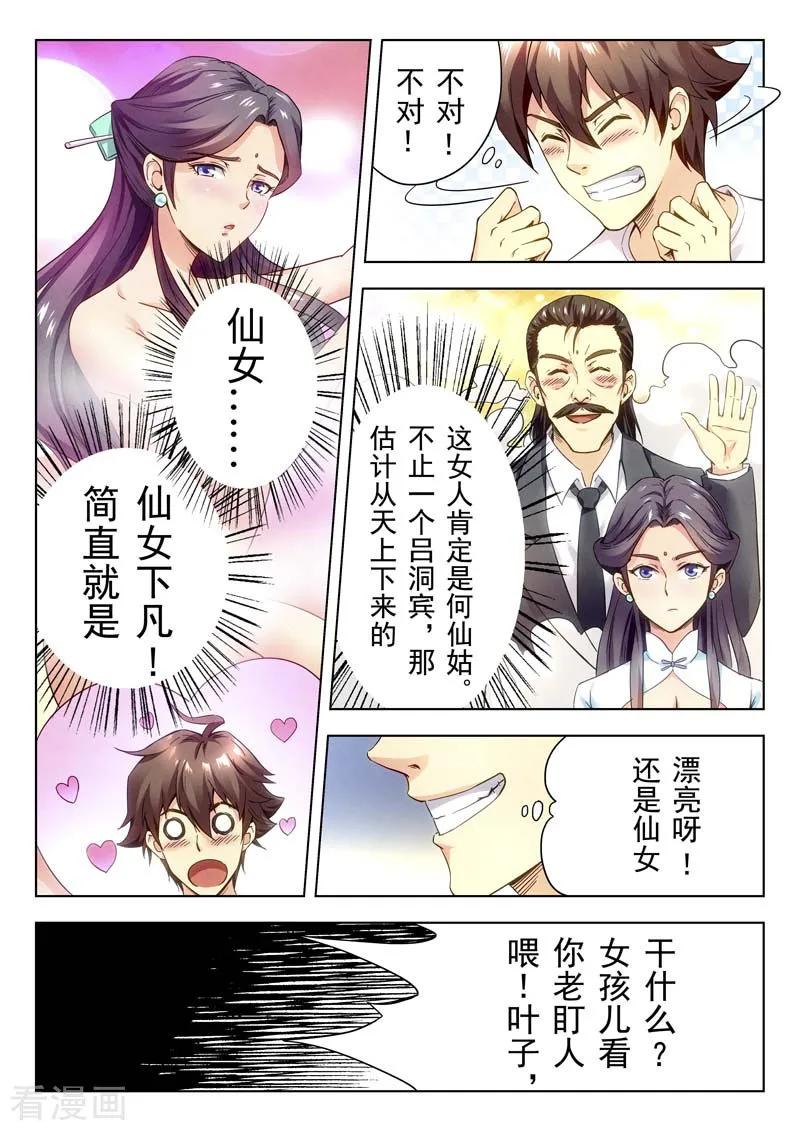 仙女……
简直就是
仙女下凡！
不对！
不对！
估计从天上下来的
不止一个吕洞宾，那
这女人肯定是何仙姑。
还是仙女
漂亮呀！
喂！叶子，
你老盯人
女孩儿看
干什么？
看漫画